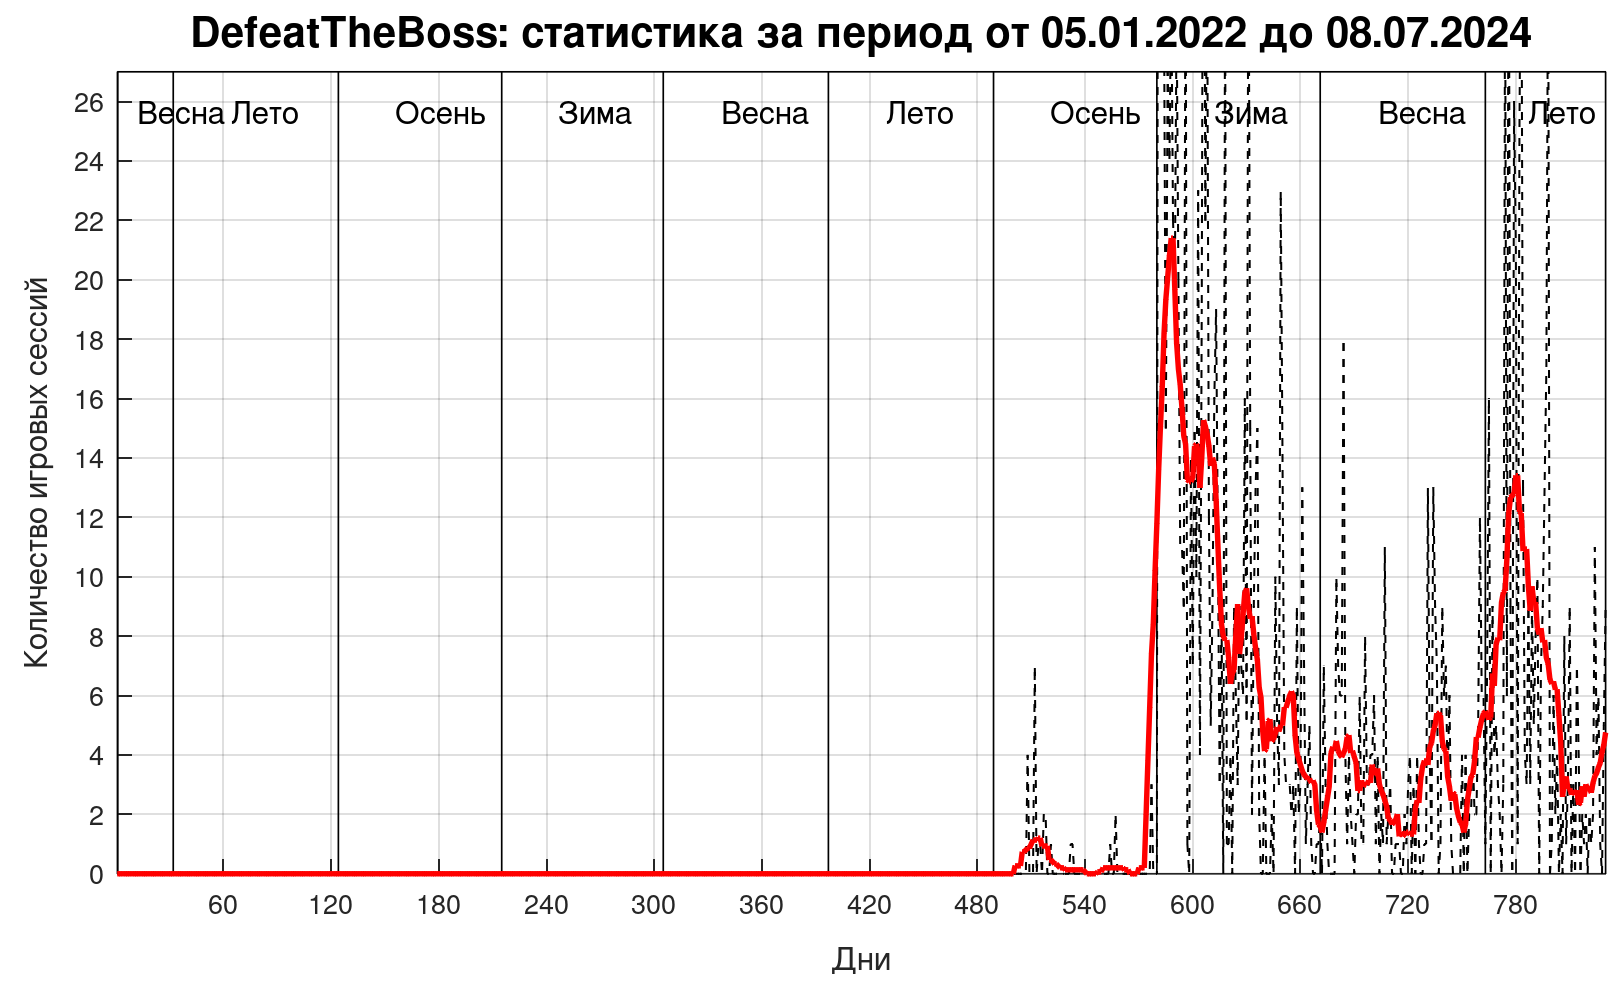 DefeatTheBoss: статистика за период от 05.01.2022 до 08.07.2024
Весна Лето Осень Зима Весна Лето Осень Зима Весна Лето
26
24
22
20
18
16
14
12
10
8
6
4
2
0
Количество игровых сессий
60 120 180 240 300 360 420 480 540 600 660 720 780
Дни